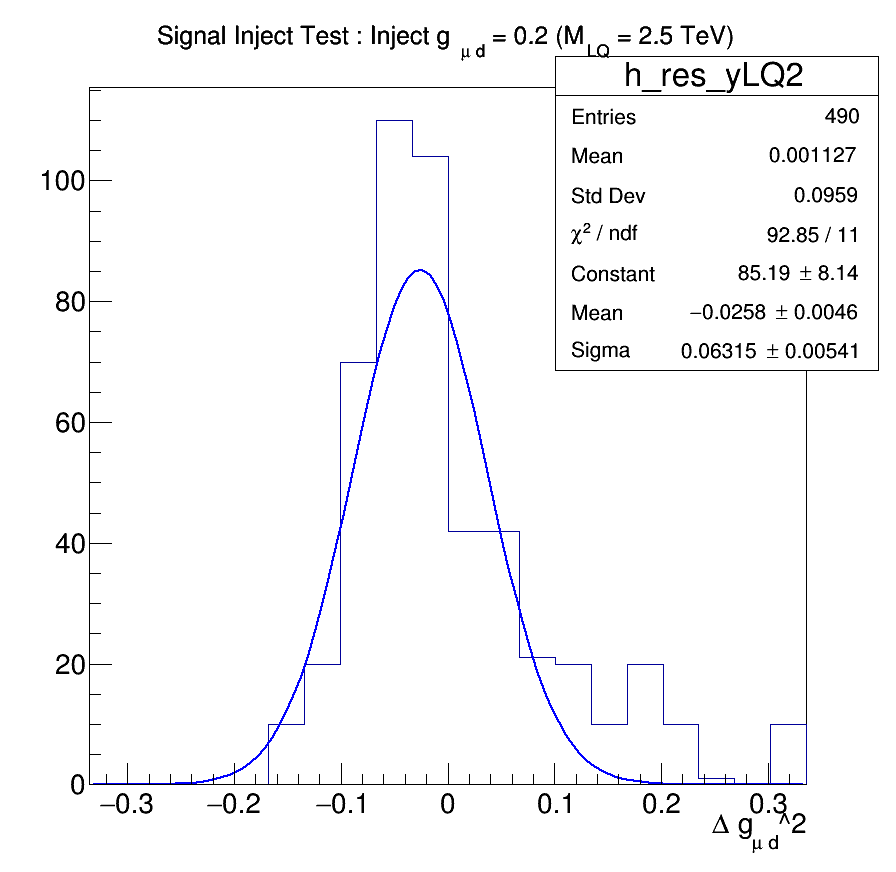 Signal Inject Test : Inject g μ d = 0.2 (M LQ = 2.5 TeV)
h_res_yLQ2
Entries 490
Mean 0.001127
Std Dev 0.0959
χ² / ndf 92.85 / 11
Constant 85.19 ± 8.14
Mean −0.0258 ± 0.0046
Sigma 0.06315 ± 0.00541
100
80
60
40
20
0
−0.3 −0.2 −0.1 0 0.1 0.2 0.3
Δ g μ d ^2